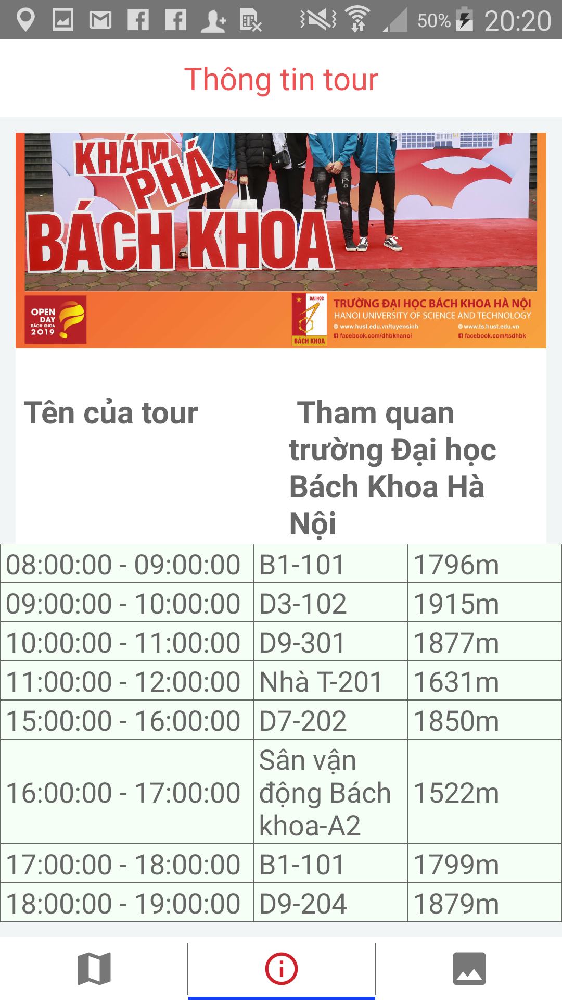 50% 20:20
Thông tin tour
KHÁM
PHÁ
BÁCH KHOA
OPEN
DAY
BÁCH KHOA
2019
ĐẠI HỌC
BÁCH KHOA
TRƯỜNG ĐẠI HỌC BÁCH KHOA HÀ NỘI
HANOI UNIVERSITY OF SCIENCE AND TECHNOLOGY
www.hust.edu.vn/tuyensinh www.ts.hust.edu.vn
facebook.com/dhbkhanoi facebook.com/tsdhbk
Tên của tour Tham quan
trường Đại học
Bách Khoa Hà
Nội
08:00:00 - 09:00:00 B1-101 1796m
09:00:00 - 10:00:00 D3-102 1915m
10:00:00 - 11:00:00 D9-301 1877m
11:00:00 - 12:00:00 Nhà T-201 1631m
15:00:00 - 16:00:00 D7-202 1850m
Sân vận
16:00:00 - 17:00:00 động Bách 1522m
khoa-A2
17:00:00 - 18:00:00 B1-101 1799m
18:00:00 - 19:00:00 D9-204 1879m